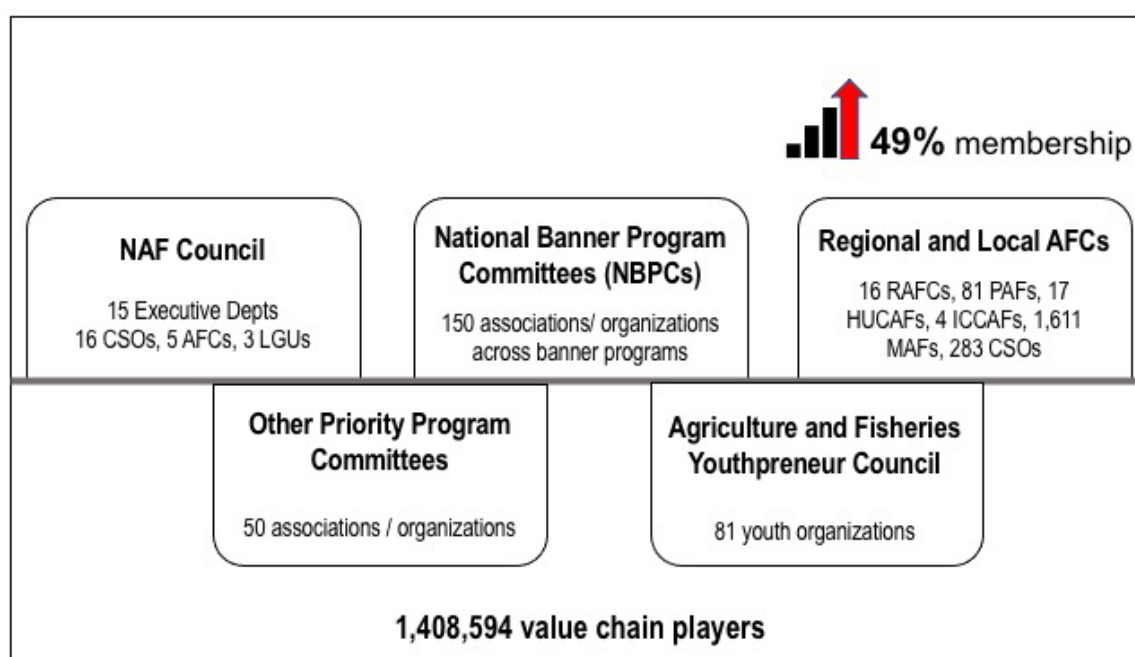 49% membership
NAF Council
15 Executive Depts
16 CSOs, 5 AFCs, 3 LGUs
National Banner Program
Committees (NBPCs)
150 associations/ organizations
across banner programs
Regional and Local AFCs
16 RAFCs, 81 PAFs, 17
HUCAFs, 4 ICCAFs, 1,611
MAFs, 283 CSOs
Other Priority Program
Committees
50 associations / organizations
Agriculture and Fisheries
Youthpreneur Council
81 youth organizations
1,408,594 value chain players